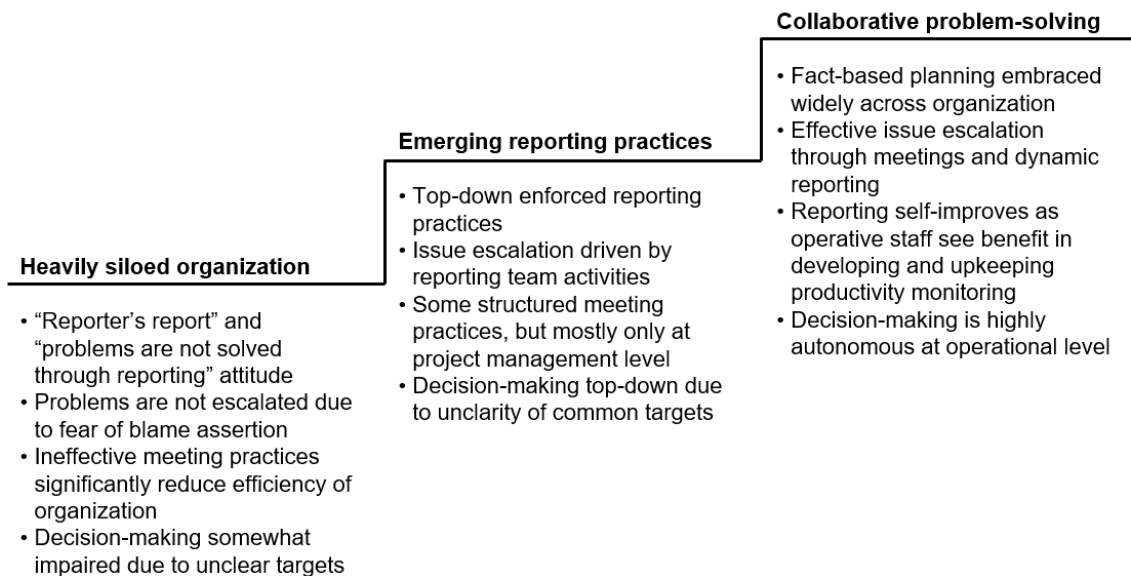 Heavily siloed organization
• “Reporter’s report” and
“problems are not solved
through reporting” attitude
• Problems are not escalated due
to fear of blame assertion
• Ineffective meeting practices
significantly reduce efficiency of
organization
• Decision-making somewhat
impaired due to unclear targets
Emerging reporting practices
• Top-down enforced reporting
practices
• Issue escalation driven by
reporting team activities
• Some structured meeting
practices, but mostly only at
project management level
• Decision-making top-down due
to unclarity of common targets
Collaborative problem-solving
• Fact-based planning embraced
widely across organization
• Effective issue escalation
through meetings and dynamic
reporting
• Reporting self-improves as
operative staff see benefit in
developing and upkeeping
productivity monitoring
• Decision-making is highly
autonomous at operational level